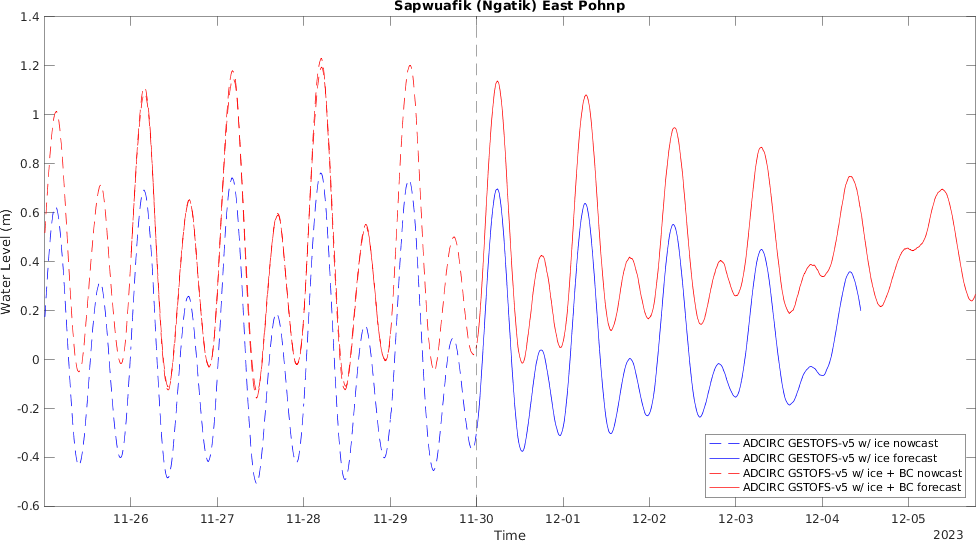 Sapwuafik (Ngatik) East Pohnp
Water Level (m)
1.4
1.2
1
0.8
0.6
0.4
0.2
0
-0.2
-0.4
-0.6
ADCIRC GESTOFS-v5 w/ ice nowcast
ADCIRC GESTOFS-v5 w/ ice forecast
ADCIRC GSTOFS-v5 w/ ice + BC nowcast
ADCIRC GSTOFS-v5 w/ ice + BC forecast
11-26 11-27 11-28 11-29 11-30 12-01 12-02 12-03 12-04 12-05
Time
2023